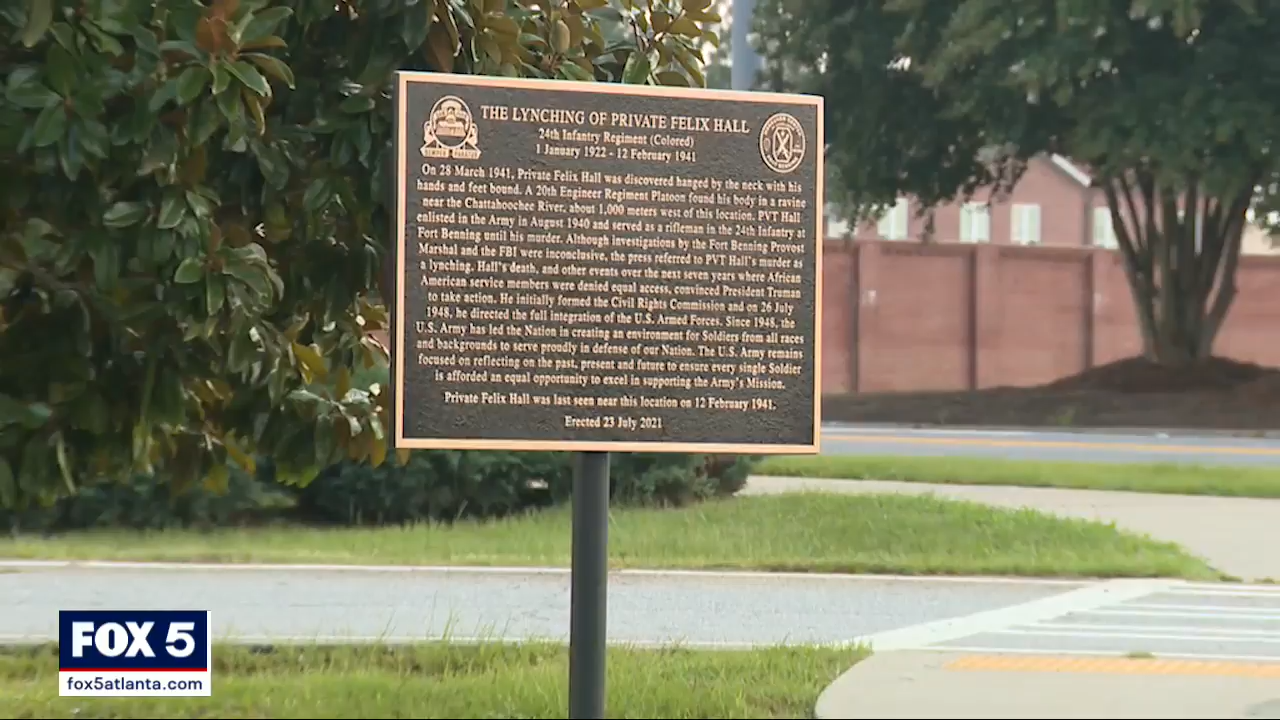 THE LYNCHING OF PRIVATE FELIX HALL
24th Infantry Regiment (Colored)
1 January 1922 - 12 February 1941
On 28 March 1941, Private Felix Hall was discovered hanged by the neck with his
hands and feet bound. A 20th Engineer Regiment Platoon found his body in a ravine
near the Chattahoochee River, about 1,000 meters west of this location. PVT Hall
enlisted in the Army in August 1940 and served as a rifleman in the 24th Infantry at
Fort Benning until his murder. Although investigations by the Fort Benning Provost
Marshal and the FBI were inconclusive, the press referred to PVT Hall's murder as
a lynching. Hall's death, and other events over the next seven years where African
American service members were denied equal access, convinced President Truman
to take action. He initially formed the Civil Rights Commission and on 26 July
1948, he directed the full integration of the U.S. Armed Forces. Since 1948, the
U.S. Army has led the Nation in creating an environment for Soldiers from all races
and backgrounds to serve proudly in defense of our Nation. The U.S. Army remains
focused on reflecting on the past, present and future to ensure every single Soldier
is afforded an equal opportunity to excel in supporting the Army's Mission.
Private Felix Hall was last seen near this location on 12 February 1941.
Erected 23 July 2021
FOX 5
fox5atlanta.com